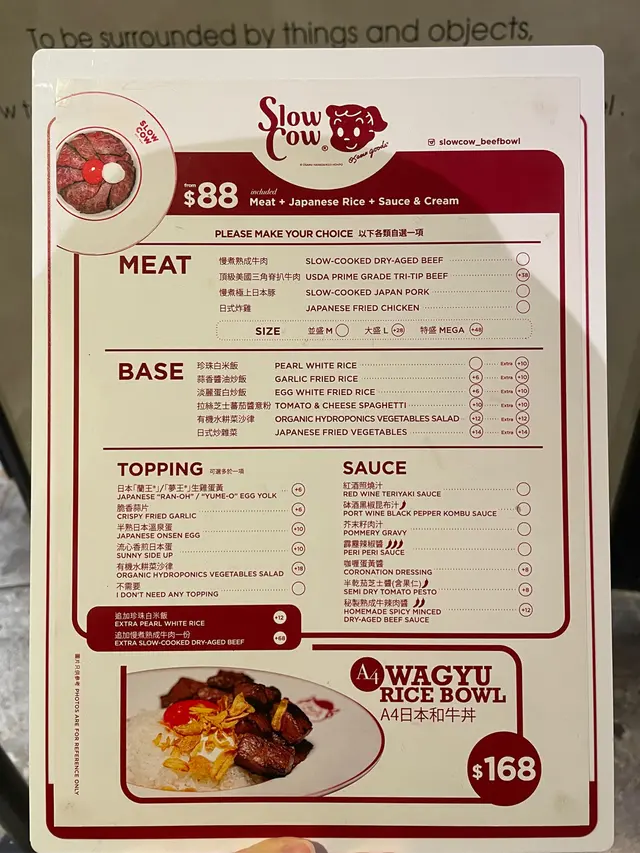 To be surrounded by things and objects,
Slow
Cow®
Osame goods®
SLOW
COW
slowcow_beefbowl
from $88 included
Meat + Japanese Rice + Sauce & Cream
PLEASE MAKE YOUR CHOICE 以下各類自選一項
MEAT
慢煮熟成牛肉 SLOW-COOKED DRY-AGED BEEF
頂級美國三角脊扒牛肉 USDA PRIME GRADE TRI-TIP BEEF +38
慢煮極上日本豚 SLOW-COOKED JAPAN PORK
日式炸雞 JAPANESE FRIED CHICKEN
SIZE 並盛 M 大盛 L +28 特盛 MEGA +48
BASE
珍珠白米飯 PEARL WHITE RICE Extra +10
蒜香醬油炒飯 GARLIC FRIED RICE +6 Extra +10
淡麗蛋白炒飯 EGG WHITE FRIED RICE +6 Extra +10
拉絲芝士蕃茄醬意粉 TOMATO & CHEESE SPAGHETTI +10 Extra +10
有機水耕菜沙律 ORGANIC HYDROPONICS VEGETABLES SALAD +12 Extra +12
日式炒雜菜 JAPANESE FRIED VEGETABLES +14 Extra +14
TOPPING 可選多於一項
日本「蘭王®」/「夢王®」生雞蛋黃 +6
JAPANESE "RAN-OH" / "YUME-O" EGG YOLK
脆香蒜片 +6
CRISPY FRIED GARLIC
半熟日本温泉蛋 +10
JAPANESE ONSEN EGG
流心香煎日本蛋 +10
SUNNY SIDE UP
有機水耕菜沙律 +18
ORGANIC HYDROPONICS VEGETABLES SALAD
不需要
I DON'T NEED ANY TOPPING
追加珍珠白米飯 +12
EXTRA PEARL WHITE RICE
追加慢煮熟成牛肉一份 +68
EXTRA SLOW-COOKED DRY-AGED BEEF
SAUCE
紅酒照燒汁
RED WINE TERIYAKI SAUCE
砵酒黑椒昆布汁
PORT WINE BLACK PEPPER KOMBU SAUCE
芥末籽肉汁
POMMERY GRAVY
霹靂辣椒醬
PERI PERI SAUCE
咖喱蛋黃醬 +8
CORONATION DRESSING
半乾茄芝士醬(含果仁) +8
SEMI DRY TOMATO PESTO
秘製熟成牛辣肉醬 +12
HOMEMADE SPICY MINCED
DRY-AGED BEEF SAUCE
圖片只供參考 PHOTOS ARE FOR REFERENCE ONLY
A4 WAGYU
RICE BOWL
A4日本和牛丼
$168